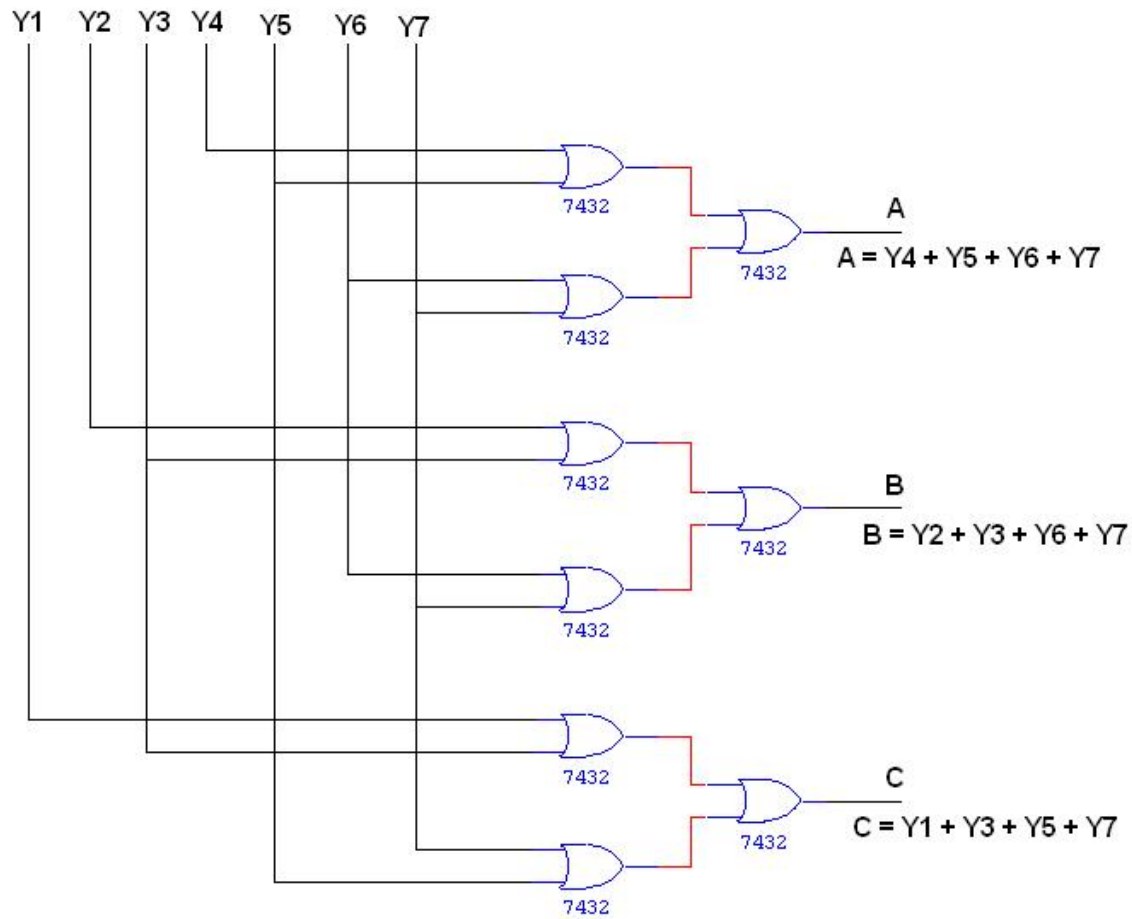 Y1 Y2 Y3 Y4 Y5 Y6 Y7
7432
A
7432
A = Y4 + Y5 + Y6 + Y7
7432
7432
B
7432
B = Y2 + Y3 + Y6 + Y7
7432
7432
C
7432
C = Y1 + Y3 + Y5 + Y7
7432